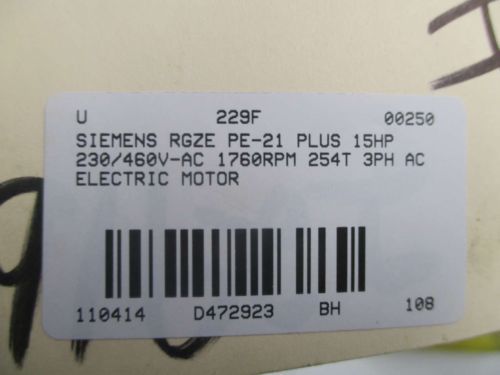 U 229F 00250
SIEMENS RGZE PE-21 PLUS 15HP
230/460V-AC 1760RPM 254T 3PH AC
ELECTRIC MOTOR
110414 D472923 BH 108